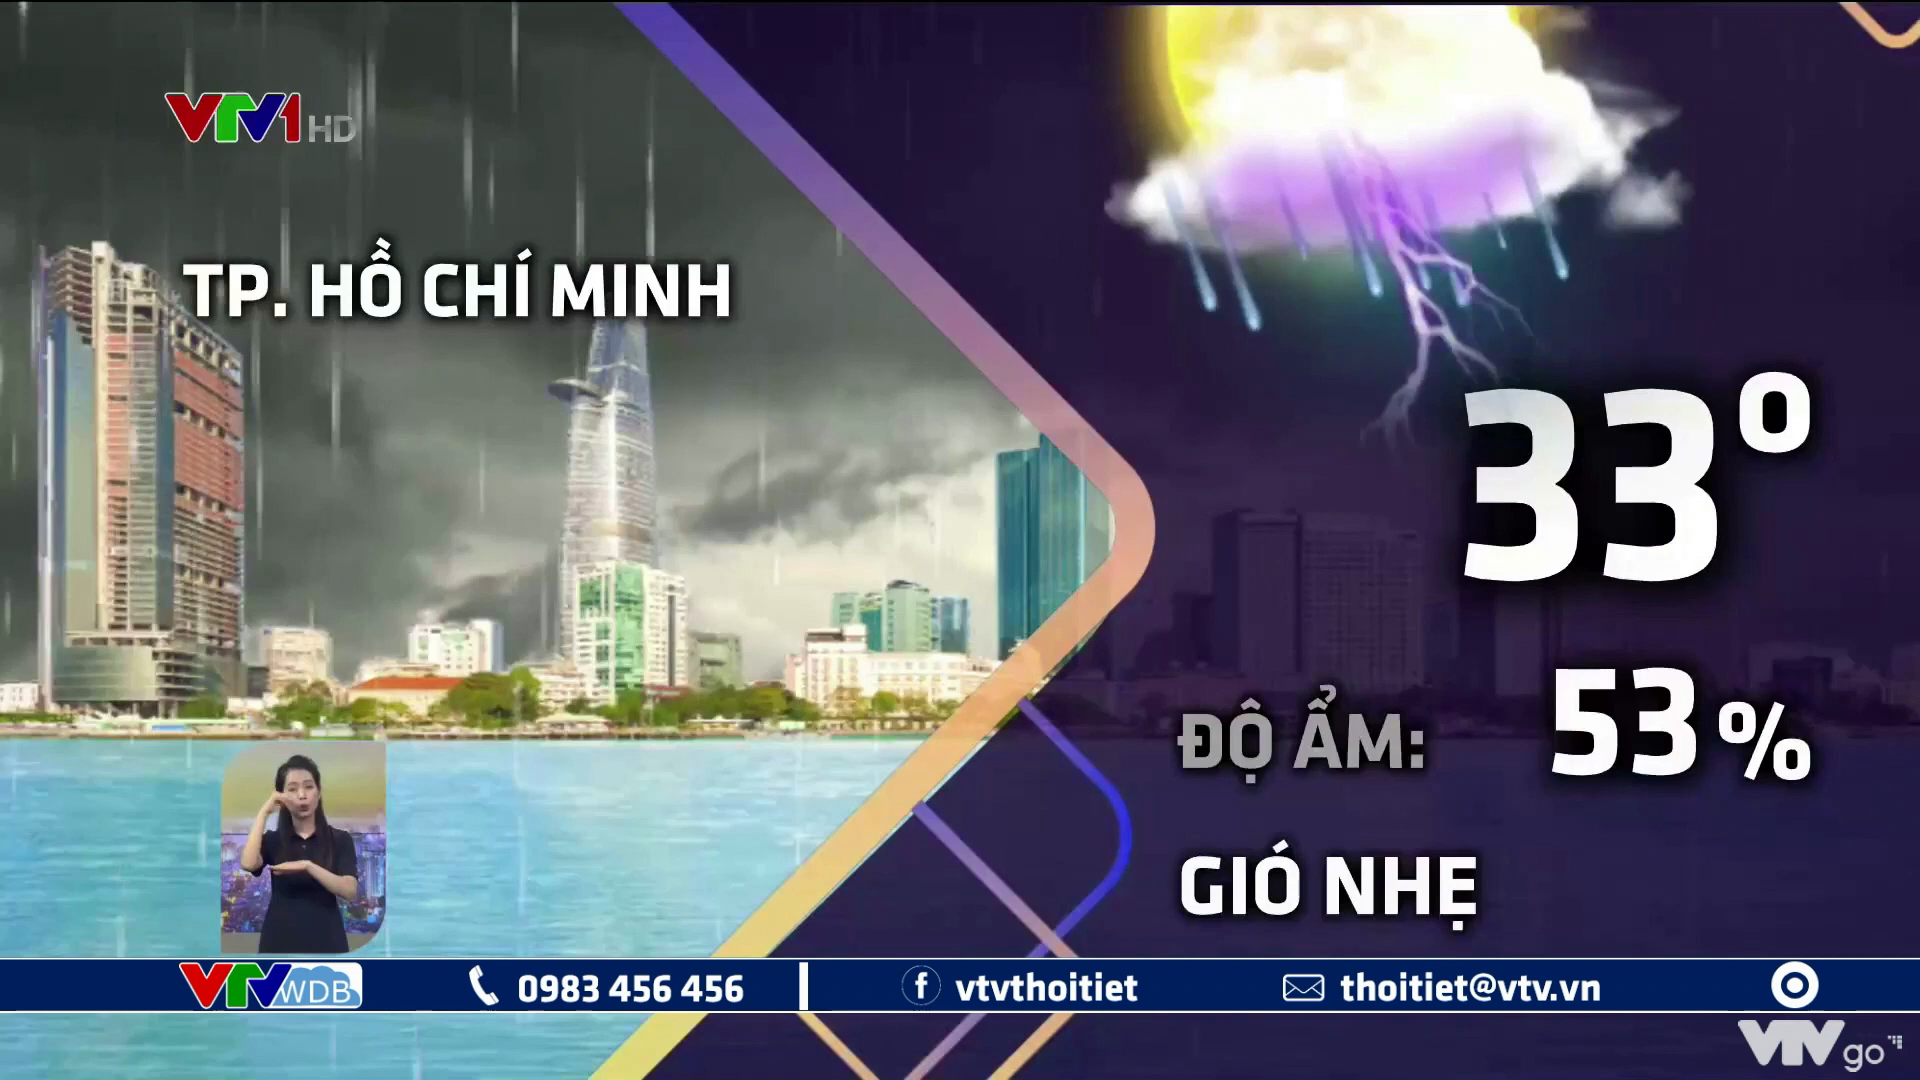 VTV1 HD
TP. HỒ CHÍ MINH
33°
ĐỘ ẨM: 53%
GIÓ NHẸ
VTV WDB 0983 456 456 vtvthoitiet thoitiet@vtv.vn
VTV go